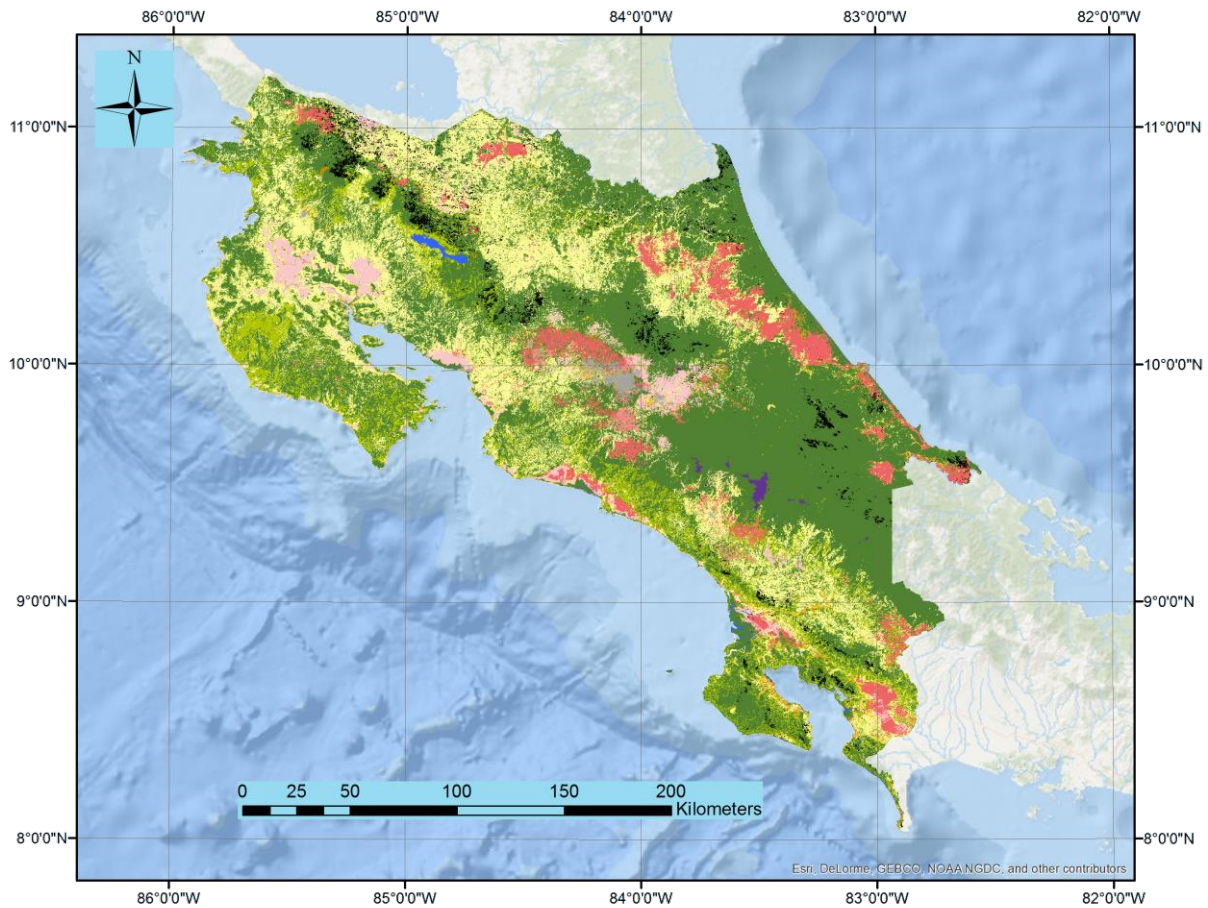 86°0'0"W 85°0'0"W 84°0'0"W 83°0'0"W 82°0'0"W
N
11°0'0"N 11°0'0"N
10°0'0"N 10°0'0"N
9°0'0"N 9°0'0"N
0 25 50 100 150 200
Kilometers
8°0'0"N 8°0'0"N
Esri, DeLorme, GEBCO, NOAA NGDC, and other contributors
86°0'0"W 85°0'0"W 84°0'0"W 83°0'0"W 82°0'0"W